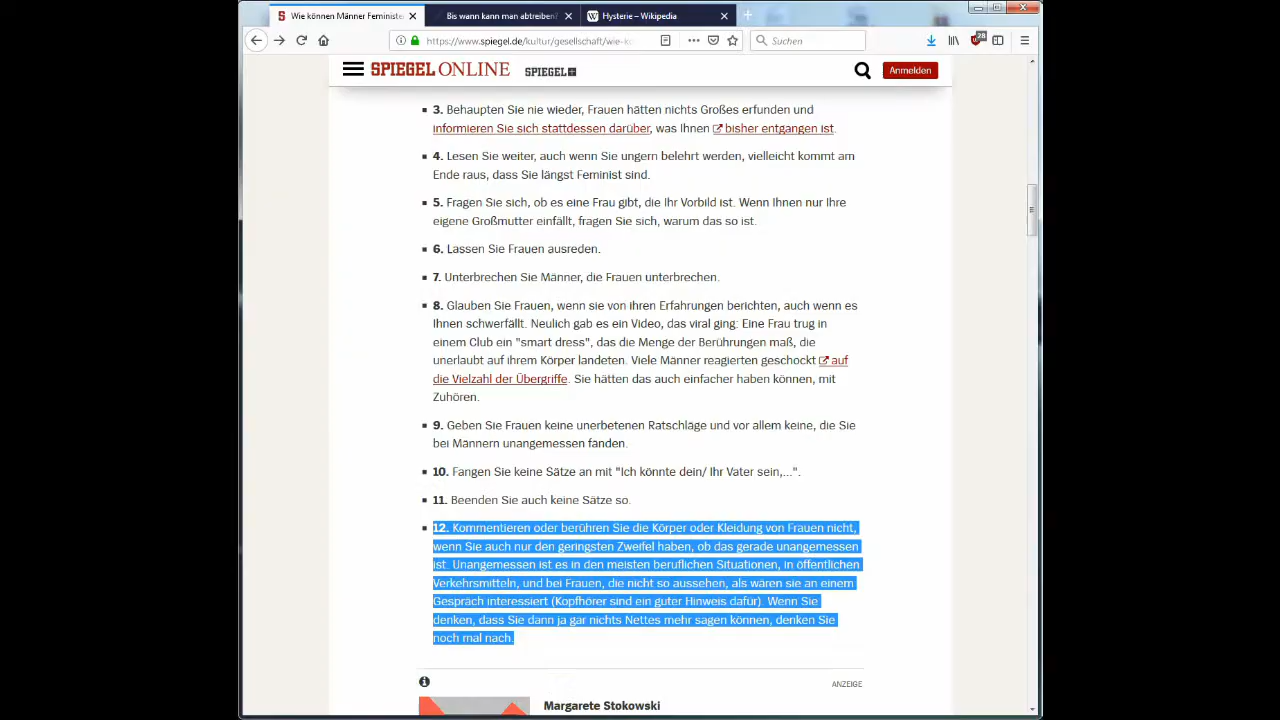 Wie können Männer Feministe
Bis wann kann man abtreiben?
Hysterie – Wikipedia
https://www.spiegel.de/kultur/gesellschaft/wie-ko
Suchen
28
SPIEGEL ONLINE
SPIEGEL+
Anmelden
3. Behaupten Sie nie wieder, Frauen hätten nichts Großes erfunden und
informieren Sie sich stattdessen darüber, was Ihnen bisher entgangen ist.
4. Lesen Sie weiter, auch wenn Sie ungern belehrt werden, vielleicht kommt am
Ende raus, dass Sie längst Feminist sind.
5. Fragen Sie sich, ob es eine Frau gibt, die Ihr Vorbild ist. Wenn Ihnen nur Ihre
eigene Großmutter einfällt, fragen Sie sich, warum das so ist.
6. Lassen Sie Frauen ausreden.
7. Unterbrechen Sie Männer, die Frauen unterbrechen.
8. Glauben Sie Frauen, wenn sie von ihren Erfahrungen berichten, auch wenn es
Ihnen schwerfällt. Neulich gab es ein Video, das viral ging: Eine Frau trug in
einem Club ein "smart dress", das die Menge der Berührungen maß, die
unerlaubt auf ihrem Körper landeten. Viele Männer reagierten geschockt auf
die Vielzahl der Übergriffe. Sie hätten das auch einfacher haben können, mit
Zuhören.
9. Geben Sie Frauen keine unerbetenen Ratschläge und vor allem keine, die Sie
bei Männern unangemessen fanden.
10. Fangen Sie keine Sätze an mit "Ich könnte dein/ Ihr Vater sein,...".
11. Beenden Sie auch keine Sätze so.
12. Kommentieren oder berühren Sie die Körper oder Kleidung von Frauen nicht,
wenn Sie auch nur den geringsten Zweifel haben, ob das gerade unangemessen
ist. Unangemessen ist es in den meisten beruflichen Situationen, in öffentlichen
Verkehrsmitteln, und bei Frauen, die nicht so aussehen, als wären sie an einem
Gespräch interessiert (Kopfhörer sind ein guter Hinweis dafür). Wenn Sie
denken, dass Sie dann ja gar nichts Nettes mehr sagen können, denken Sie
noch mal nach.
ANZEIGE
Margarete Stokowski